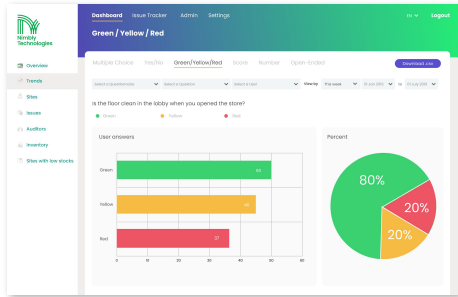 Nimbly
Technologies
Dashboard Issue Tracker Admin Settings
EN Logout
Green / Yellow / Red
Overview
Trends
Sites
Issues
Auditors
Inventory
Sites with low stocks
Multiple Choice Yes/No Green/Yellow/Red Score Number Open-Ended
Download .csv
Select a Questionnaire Select a Question Select a User View by This week to
Is the floor clean in the lobby when you opened the store?
Green Yellow Red
User answers
Green
Yellow
Red 37
0 10 20 30 40 50 60
Percent
80%
20%
20%